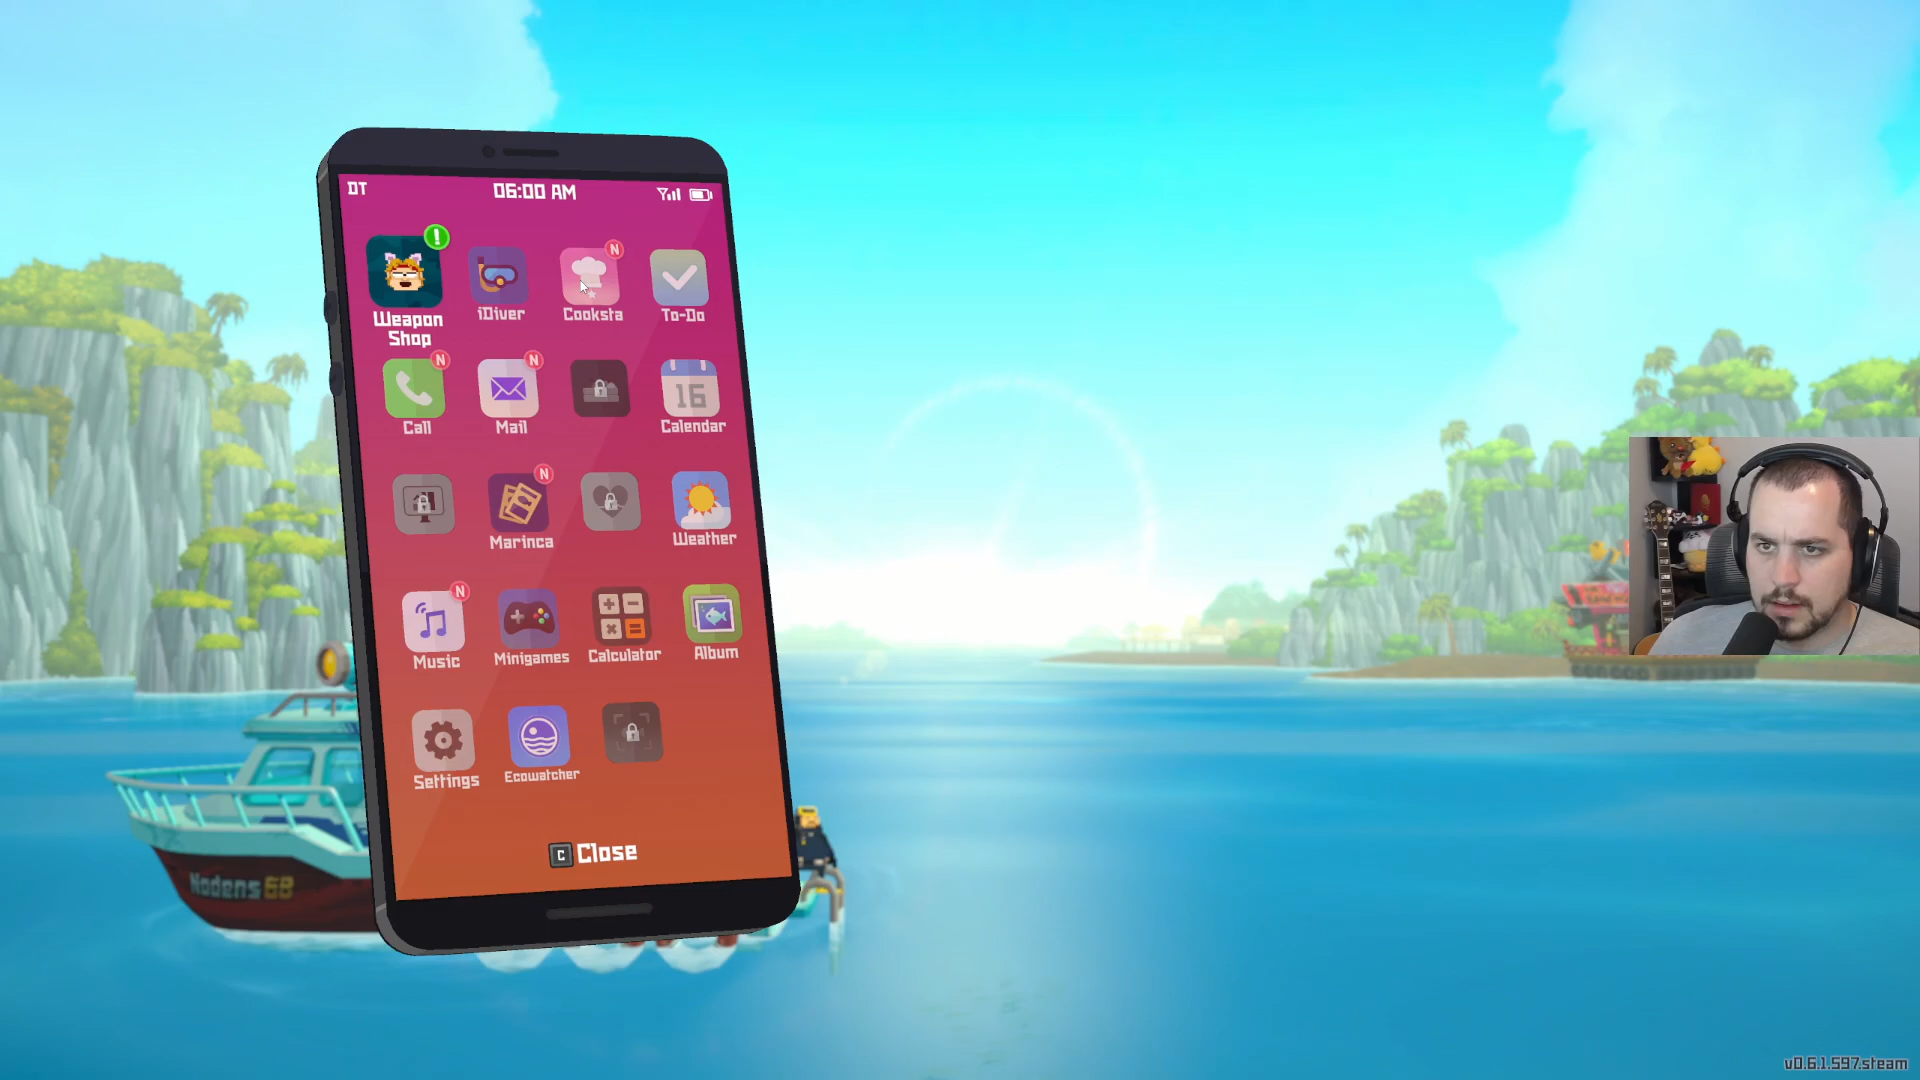 DT
06:00 AM
!
N
Weapon
Shop
iDiver
Cooksta
To-Do
N
N
16
Call
Mail
Calendar
N
Marinca
Weather
N
Music
Minigames
Calculator
Album
Settings
Ecowatcher
C Close
Nodens 68
v0.6.1.597.steam